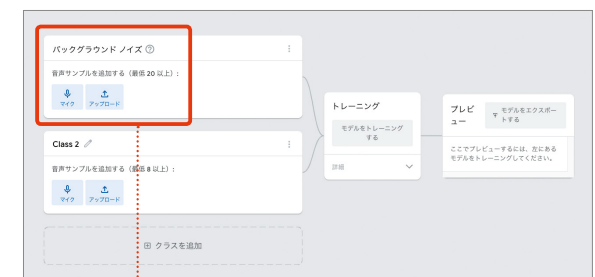 バックグラウンド ノイズ
音声サンプルを追加する（最低 20 以上）:
マイク
アップロード
Class 2
音声サンプルを追加する（最低 8 以上）:
マイク
アップロード
クラスを追加
トレーニング
モデルをトレーニング
する
詳細
プレビ
ュー
モデルをエクスポー
トする
ここでプレビューするには、左にある
モデルをトレーニングしてください。